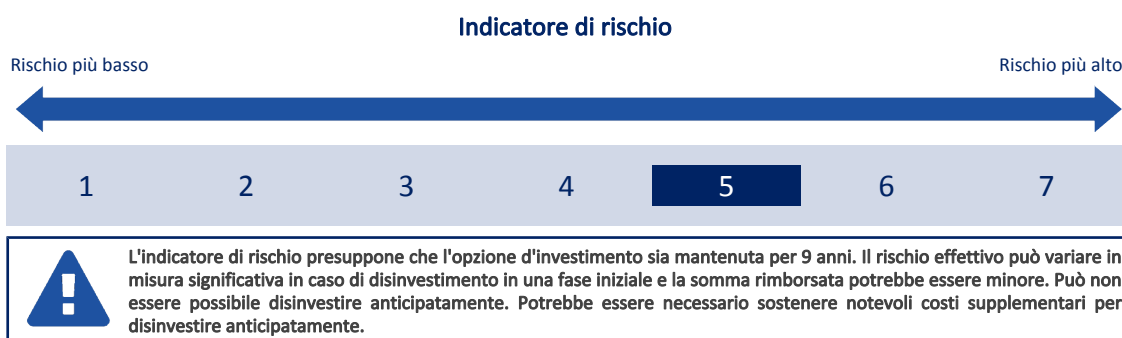 Indicatore di rischio
Rischio più basso
Rischio più alto
1 2 3 4 5 6 7
L'indicatore di rischio presuppone che l'opzione d'investimento sia mantenuta per 9 anni. Il rischio effettivo può variare in
misura significativa in caso di disinvestimento in una fase iniziale e la somma rimborsata potrebbe essere minore. Può non
essere possibile disinvestire anticipatamente. Potrebbe essere necessario sostenere notevoli costi supplementari per
disinvestire anticipatamente.